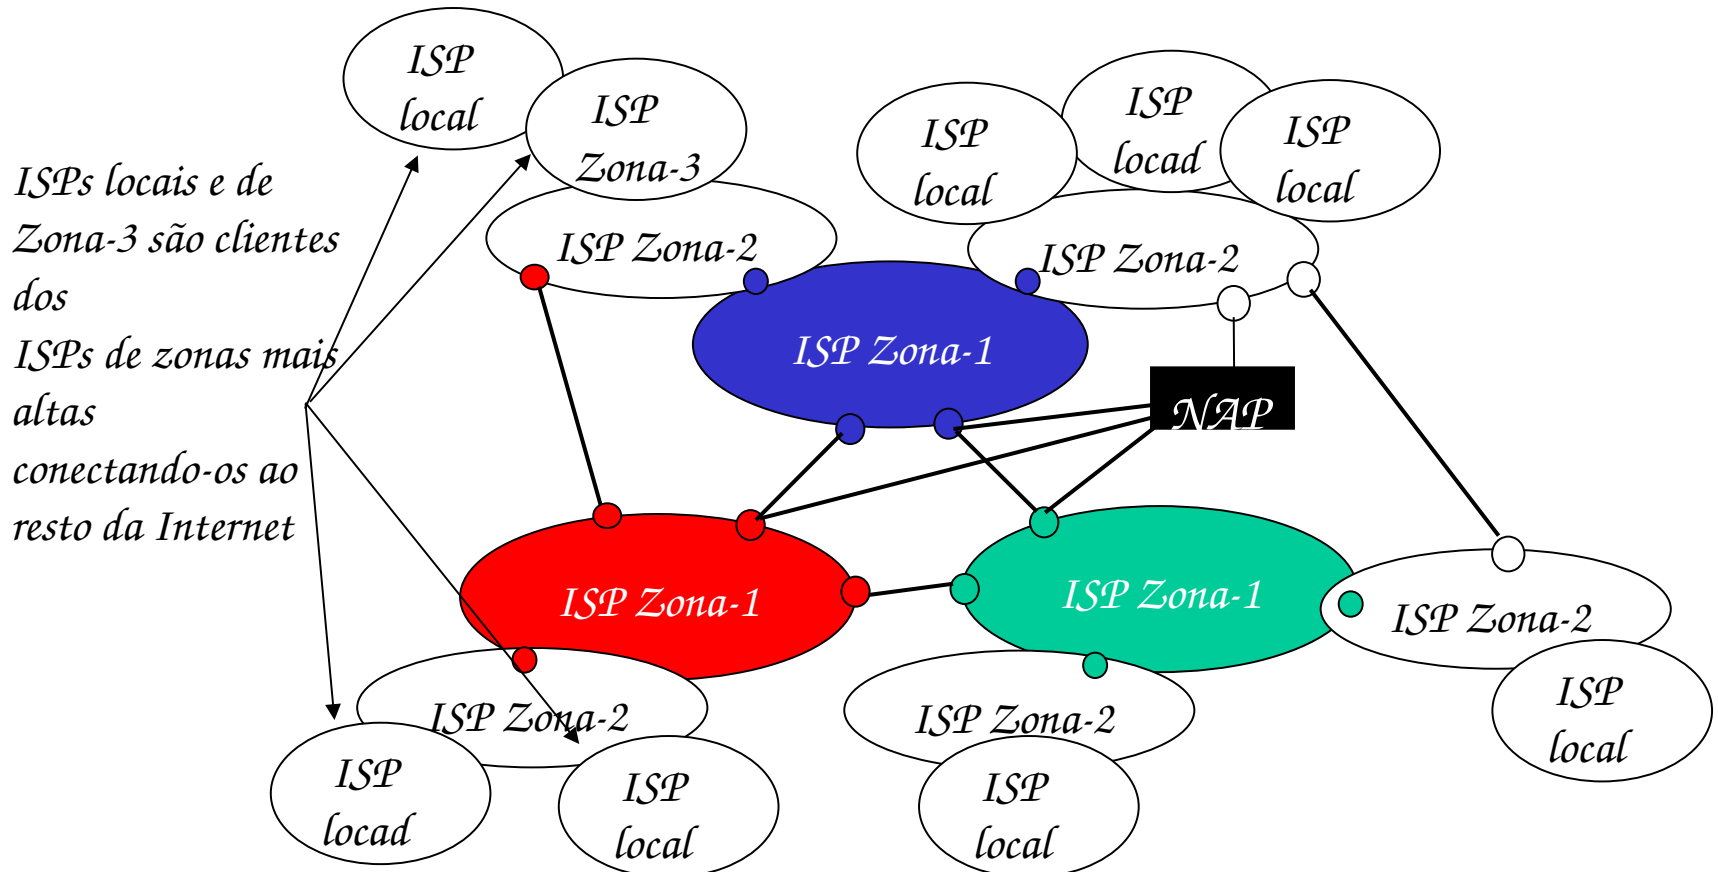 ISP
local
ISP
Zona-3
ISP
local
ISP
locad
ISP
local
ISPs locais e de
Zona-3 são clientes
dos
ISPs de zonas mais
altas
conectando-os ao
resto da Internet
ISP Zona-2
ISP Zona-2
ISP Zona-1
NAP
ISP Zona-1
ISP Zona-1
ISP Zona-2
ISP local
ISP Zona-2
ISP Zona-2
ISP
locad
ISP
local
ISP
local